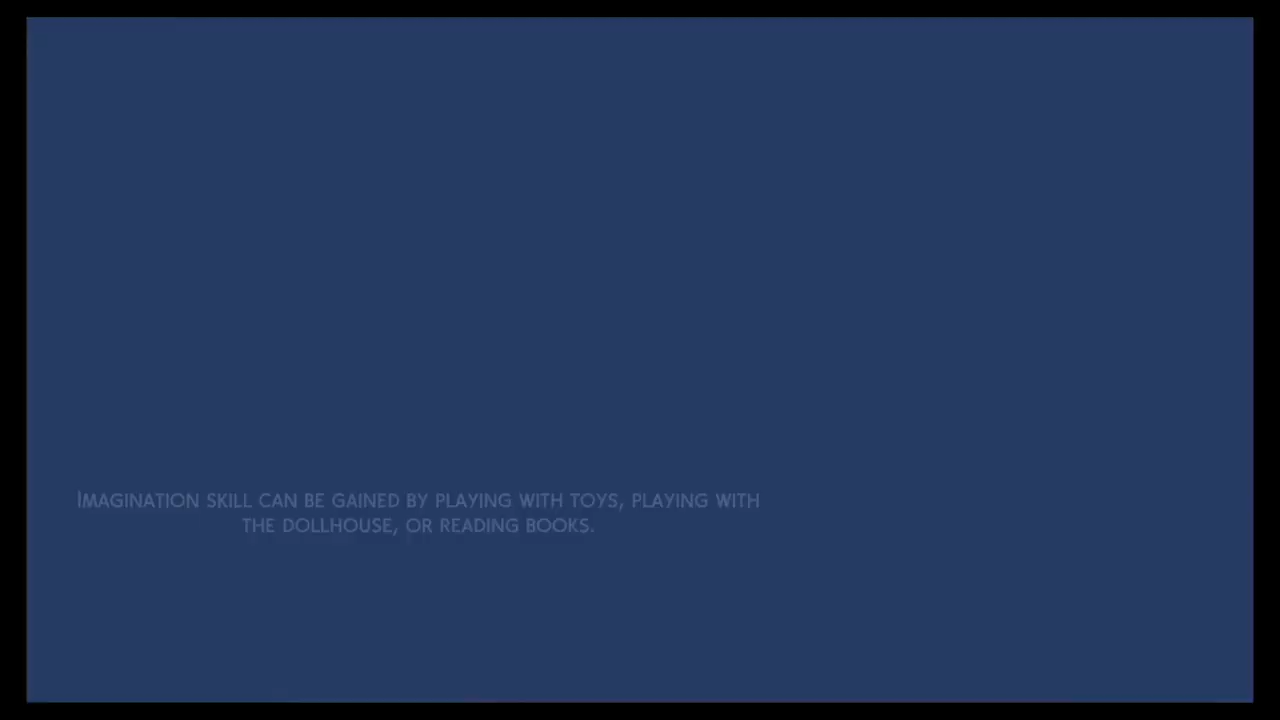 IMAGINATION SKILL CAN BE GAINED BY PLAYING WITH TOYS, PLAYING WITH
THE DOLLHOUSE, OR READING BOOKS.